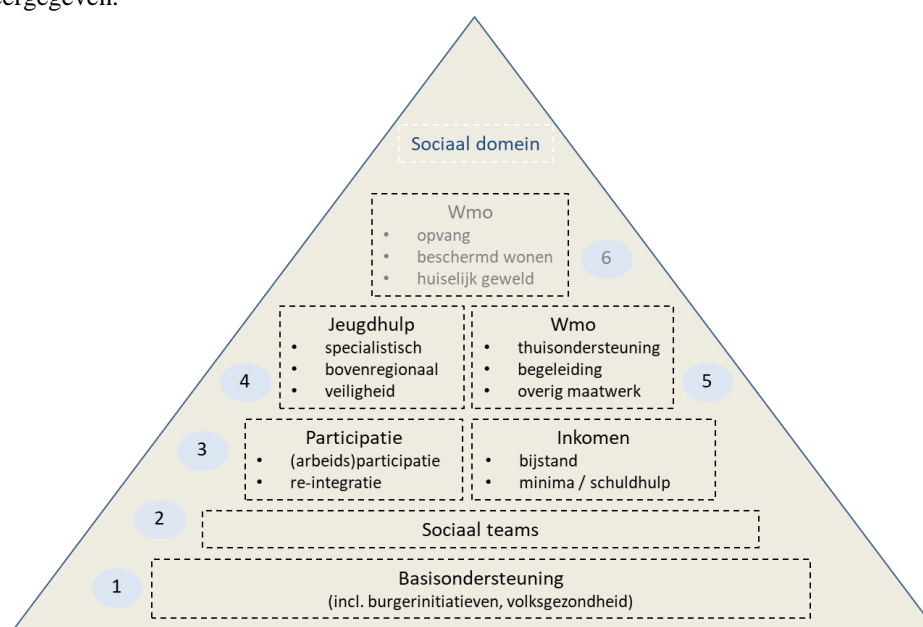 Sociaal domein
Wmo
• opvang
• beschermd wonen
• huiselijk geweld
6
Jeugdhulp
• specialistisch
• bovenregionaal
• veiligheid
4
Wmo
• thuisondersteuning
• begeleiding
• overig maatwerk
5
3
Participatie
• (arbeids)participatie
• re-integratie
Inkomen
• bijstand
• minima / schuldhulp
2
Sociaal teams
1
Basisondersteuning
(incl. burgerinitiatieven, volksgezondheid)